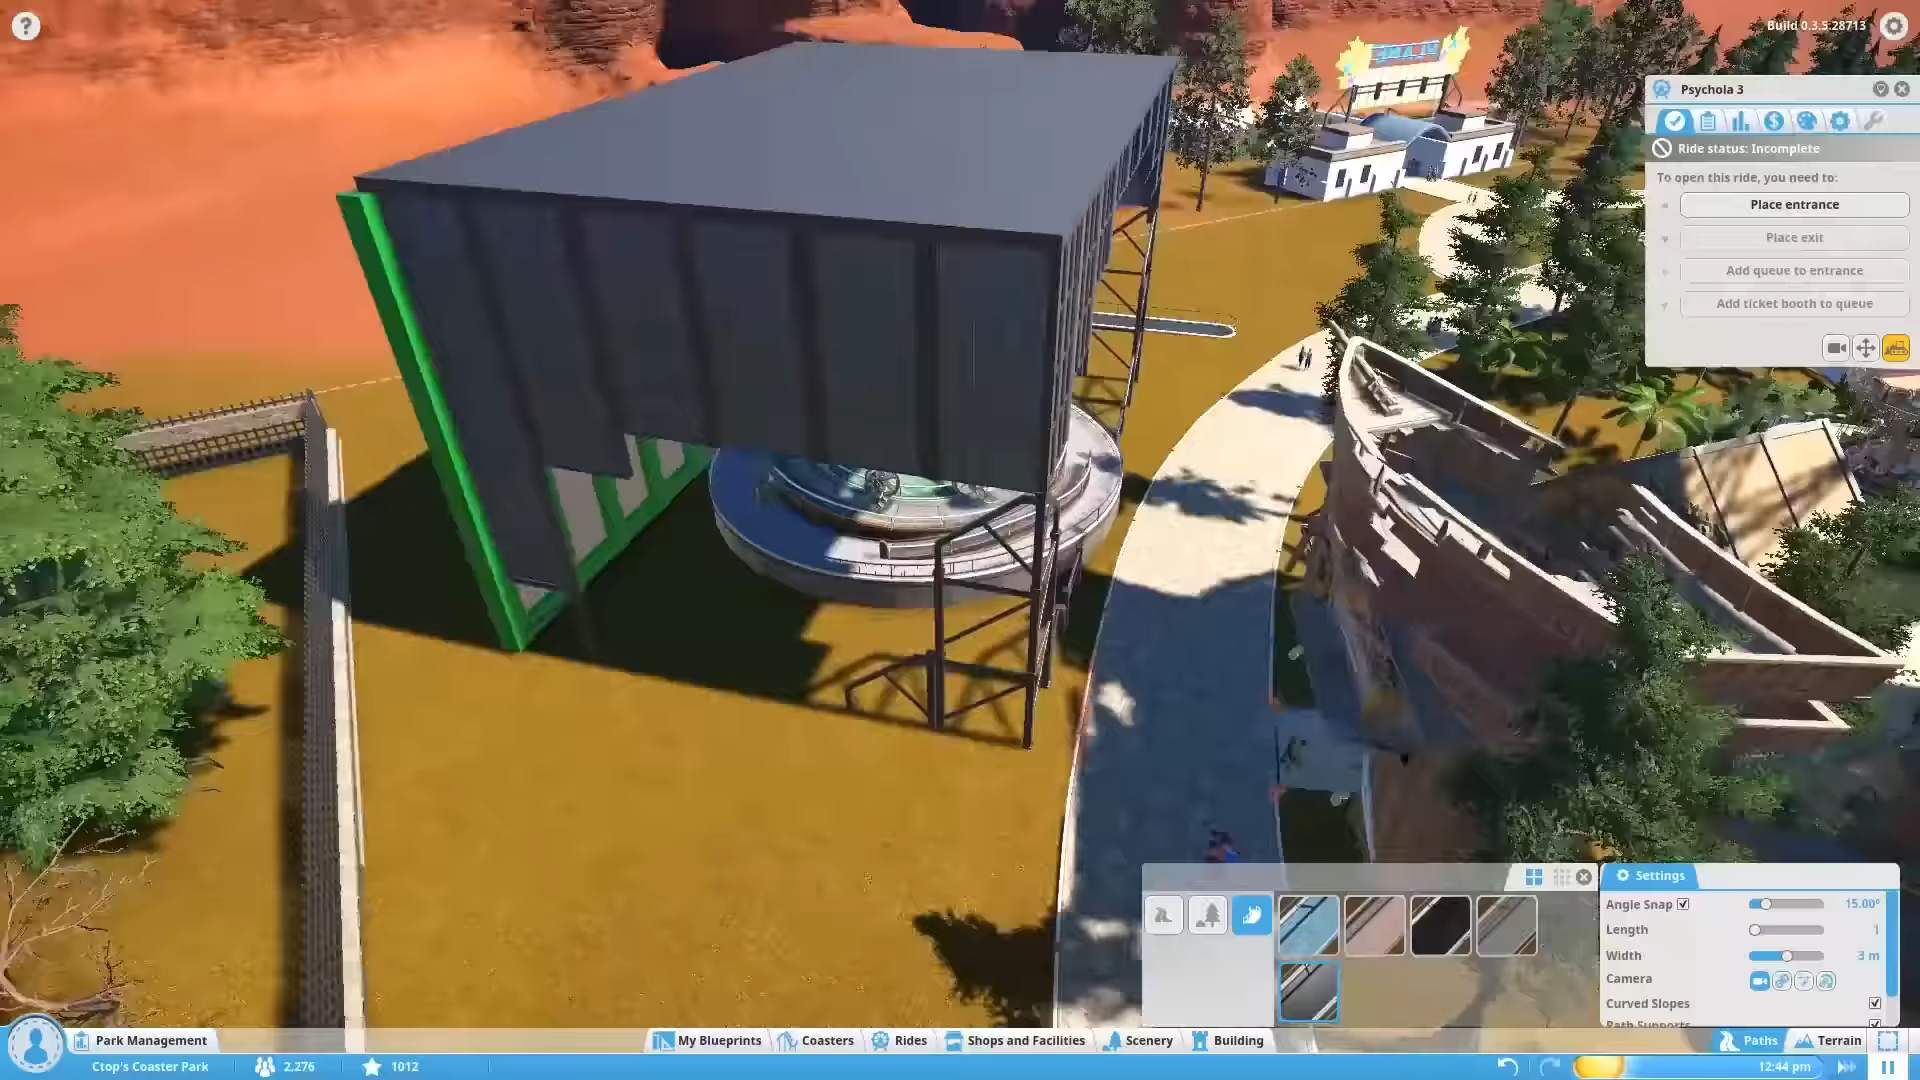 ?
Build 0.3.5.28713
Psychola 3
Ride status: Incomplete
To open this ride, you need to:
Place entrance
Place exit
Add queue to entrance
Add ticket booth to queue
Settings
Angle Snap 15.00°
Length 1
Width 3 m
Camera
Curved Slopes
Path Supports
Park Management
My Blueprints
Coasters
Rides
Shops and Facilities
Scenery
Building
Paths
Terrain
Ctop's Coaster Park
2,276
1012
12:44 pm